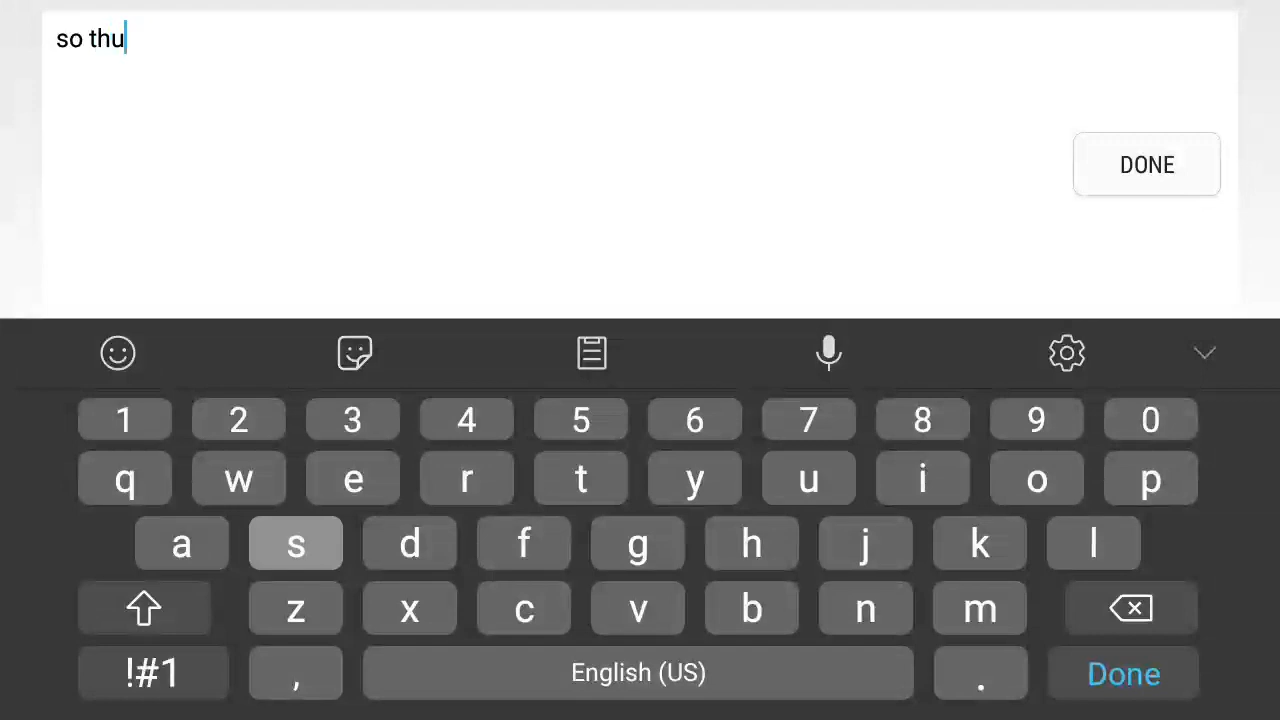 so thu
DONE
1 2 3 4 5 6 7 8 9 0
q w e r t y u i o p
a s d f g h j k l
z x c v b n m
!#1 , English (US) . Done